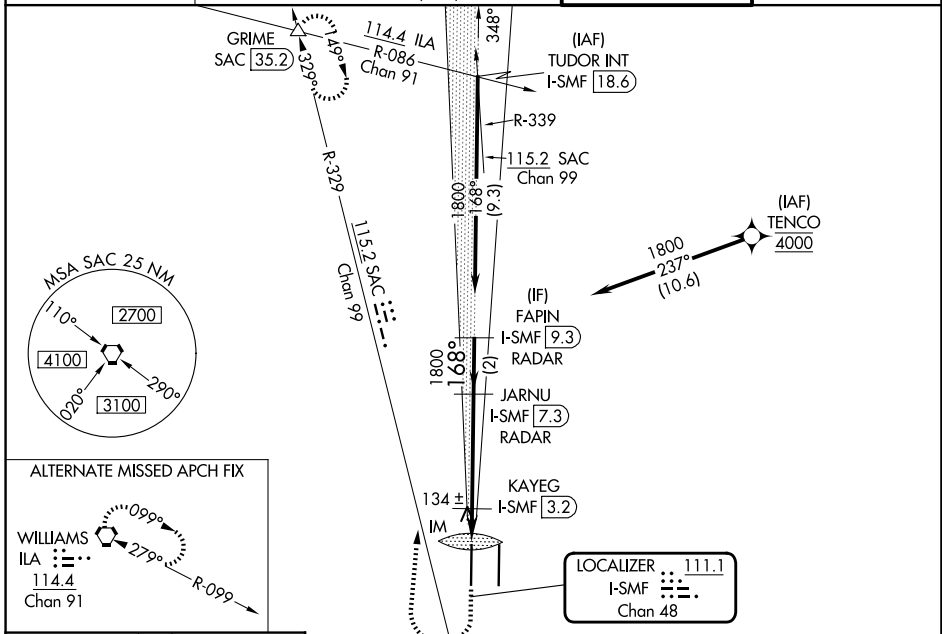 GRIME
SAC 35.2
149°
329°
114.4 ILA
R-086
Chan 91
348°
(IAF)
TUDOR INT
I-SMF 18.6
R-339
115.2 SAC
Chan 99
1800
168°
(9.3)
R-329
115.2 SAC
Chan 99
(IAF)
TENCO
4000
1800
237°
(10.6)
MSA SAC 25 NM
110°
2700
4100
020°
290°
3100
(IF)
FAPIN
I-SMF 9.3
RADAR
1800
168°
(2)
JARNU
I-SMF 7.3
RADAR
KAYEG
I-SMF 3.2
134 ±
IM
ALTERNATE MISSED APCH FIX
WILLIAMS
ILA
114.4
Chan 91
099°
279°
R-099
LOCALIZER 111.1
I-SMF
Chan 48